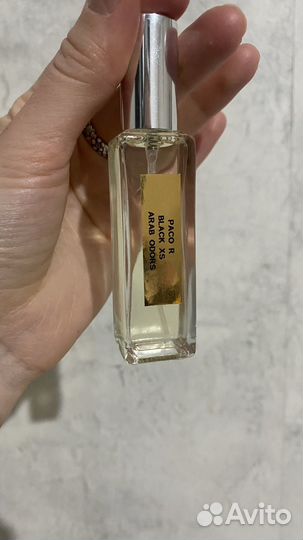 PACO R
BLACK XS
ARAB ODORS
Avito